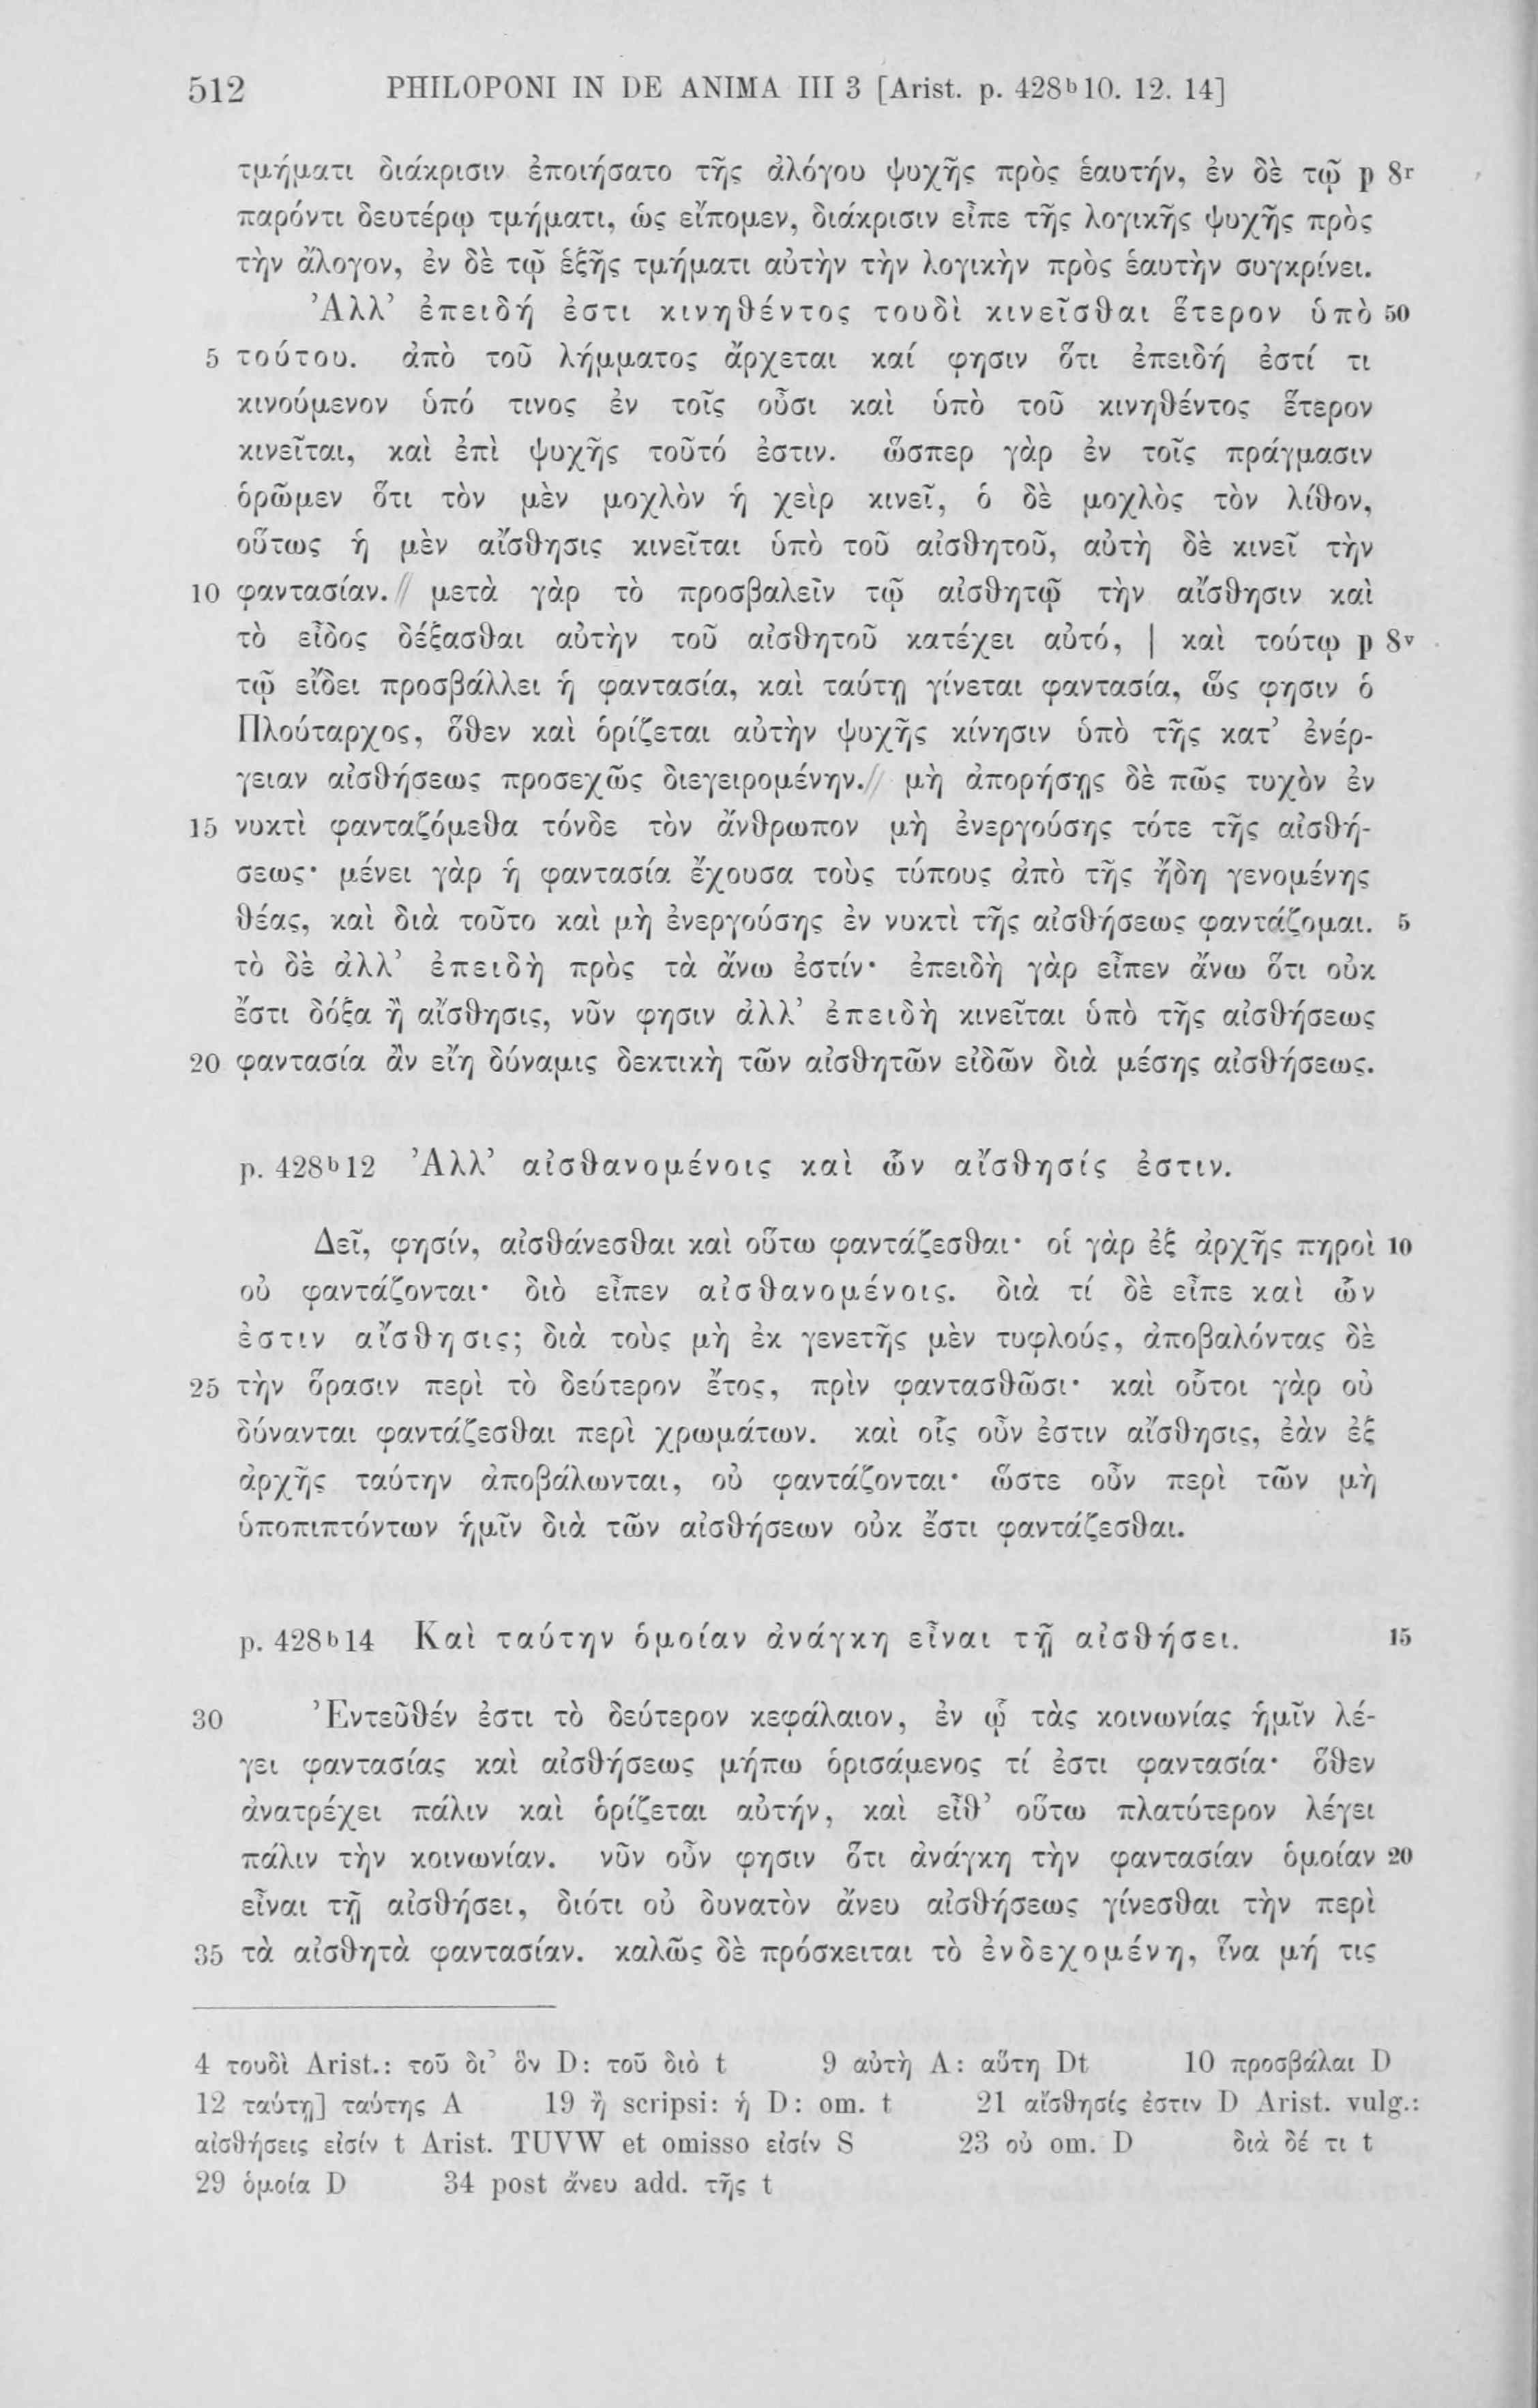 512 PHILOPONI IN DE ANIMA III 3 [Arist. p. 428ᵇ10. 12. 14]
τμήματι διάκρισιν ἐποιήσατο τῆς ἀλόγου ψυχῆς πρὸς ἑαυτήν, ἐν δὲ τῷ p 8ʳ
παρόντι δευτέρῳ τμήματι, ὡς εἴπομεν, διάκρισιν εἶπε τῆς λογικῆς ψυχῆς πρὸς
τὴν ἄλογον, ἐν δὲ τῷ ἑξῆς τμήματι αὐτὴν τὴν λογικὴν πρὸς ἑαυτὴν συγκρίνει.
Ἀλλ’ ἐπειδή ἐστι κινηθέντος τουδὶ κινεῖσθαι ἕτερον ὑπὸ 50
5 τούτου. ἀπὸ τοῦ λήμματος ἄρχεται καί φησιν ὅτι ἐπειδή ἐστί τι
κινούμενον ὑπό τινος ἐν τοῖς οὖσι καὶ ὑπὸ τοῦ κινηθέντος ἕτερον
κινεῖται, καὶ ἐπὶ ψυχῆς τοῦτό ἐστιν. ὥσπερ γὰρ ἐν τοῖς πράγμασιν
ὁρῶμεν ὅτι τὸν μὲν μοχλὸν ἡ χεὶρ κινεῖ, ὁ δὲ μοχλὸς τὸν λίθον,
οὕτως ἡ μὲν αἴσθησις κινεῖται ὑπὸ τοῦ αἰσθητοῦ, αὐτὴ δὲ κινεῖ τὴν
10 φαντασίαν. // μετὰ γὰρ τὸ προσβαλεῖν τῷ αἰσθητῷ τὴν αἴσθησιν καὶ
τὸ εἶδος δέξασθαι αὐτὴν τοῦ αἰσθητοῦ κατέχει αὐτό, | καὶ τούτῳ p 8ᵛ
τῷ εἴδει προσβάλλει ἡ φαντασία, καὶ ταύτῃ γίνεται φαντασία, ὥς φησιν ὁ
Πλούταρχος, ὅθεν καὶ ὁρίζεται αὐτὴν ψυχῆς κίνησιν ὑπὸ τῆς κατ’ ἐνέρ-
γειαν αἰσθήσεως προσεχῶς διεγειρομένην. // μὴ ἀπορήσῃς δὲ πῶς τυχὸν ἐν
15 νυκτὶ φανταζόμεθα τόνδε τὸν ἄνθρωπον μὴ ἐνεργούσης τότε τῆς αἰσθή-
σεως· μένει γὰρ ἡ φαντασία ἔχουσα τοὺς τύπους ἀπὸ τῆς ἤδη γενομένης
θέας, καὶ διὰ τοῦτο καὶ μὴ ἐνεργούσης ἐν νυκτὶ τῆς αἰσθήσεως φαντάζομαι. 5
τὸ δὲ ἀλλ’ ἐπειδὴ πρὸς τὰ ἄνω ἐστίν· ἐπειδὴ γὰρ εἶπεν ἄνω ὅτι οὐκ
ἔστι δόξα ἢ αἴσθησις, νῦν φησιν ἀλλ’ ἐπειδὴ κινεῖται ὑπὸ τῆς αἰσθήσεως
20 φαντασία ἂν εἴη δύναμις δεκτικὴ τῶν αἰσθητῶν εἰδῶν διὰ μέσης αἰσθήσεως.
p. 428ᵇ12 Ἀλλ’ αἰσθανομένοις καὶ ὧν αἴσθησίς ἐστιν.
Δεῖ, φησίν, αἰσθάνεσθαι καὶ οὕτω φαντάζεσθαι· οἱ γὰρ ἐξ ἀρχῆς πηροὶ 10
οὐ φαντάζονται· διὸ εἶπεν αἰσθανομένοις. διὰ τί δὲ εἶπε καὶ ὧν
ἐστιν αἴσθησις; διὰ τοὺς μὴ ἐκ γενετῆς μὲν τυφλούς, ἀποβαλόντας δὲ
25 τὴν ὅρασιν περὶ τὸ δεύτερον ἔτος, πρὶν φαντασθῶσι· καὶ οὗτοι γὰρ οὐ
δύνανται φαντάζεσθαι περὶ χρωμάτων. καὶ οἷς οὖν ἐστιν αἴσθησις, ἐὰν ἐξ
ἀρχῆς ταύτην ἀποβάλωνται, οὐ φαντάζονται· ὥστε οὖν περὶ τῶν μὴ
ὑποπιπτόντων ἡμῖν διὰ τῶν αἰσθήσεων οὐκ ἔστι φαντάζεσθαι.
p. 428ᵇ14 Καὶ ταύτην ὁμοίαν ἀνάγκη εἶναι τῇ αἰσθήσει. 15
30 Ἐντεῦθέν ἐστι τὸ δεύτερον κεφάλαιον, ἐν ᾧ τὰς κοινωνίας ἡμῖν λέ-
γει φαντασίας καὶ αἰσθήσεως μήπω ὁρισάμενος τί ἐστι φαντασία· ὅθεν
ἀνατρέχει πάλιν καὶ ὁρίζεται αὐτήν, καὶ εἶθ’ οὕτω πλατύτερον λέγει
πάλιν τὴν κοινωνίαν. νῦν οὖν φησιν ὅτι ἀνάγκη τὴν φαντασίαν ὁμοίαν 20
εἶναι τῇ αἰσθήσει, διότι οὐ δυνατὸν ἄνευ αἰσθήσεως γίνεσθαι τὴν περὶ
35 τὰ αἰσθητὰ φαντασίαν. καλῶς δὲ πρόσκειται τὸ ἐνδεχομένη, ἵνα μή τις
4 τουδὶ Arist.: τοῦ δι’ ὃν D: τοῦ διὸ t 9 αὐτὴ A: αὕτη Dt 10 προσβάλαι D
12 ταύτῃ] ταύτης A 19 ἢ scripsi: ἡ D: om. t 21 αἴσθησίς ἐστιν D Arist. vulg.:
αἰσθήσεις εἰσίν t Arist. TUVW et omisso εἰσίν S 23 οὐ om. D διὰ δέ τι t
29 ὁμοία D 34 post ἄνευ add. τῆς t